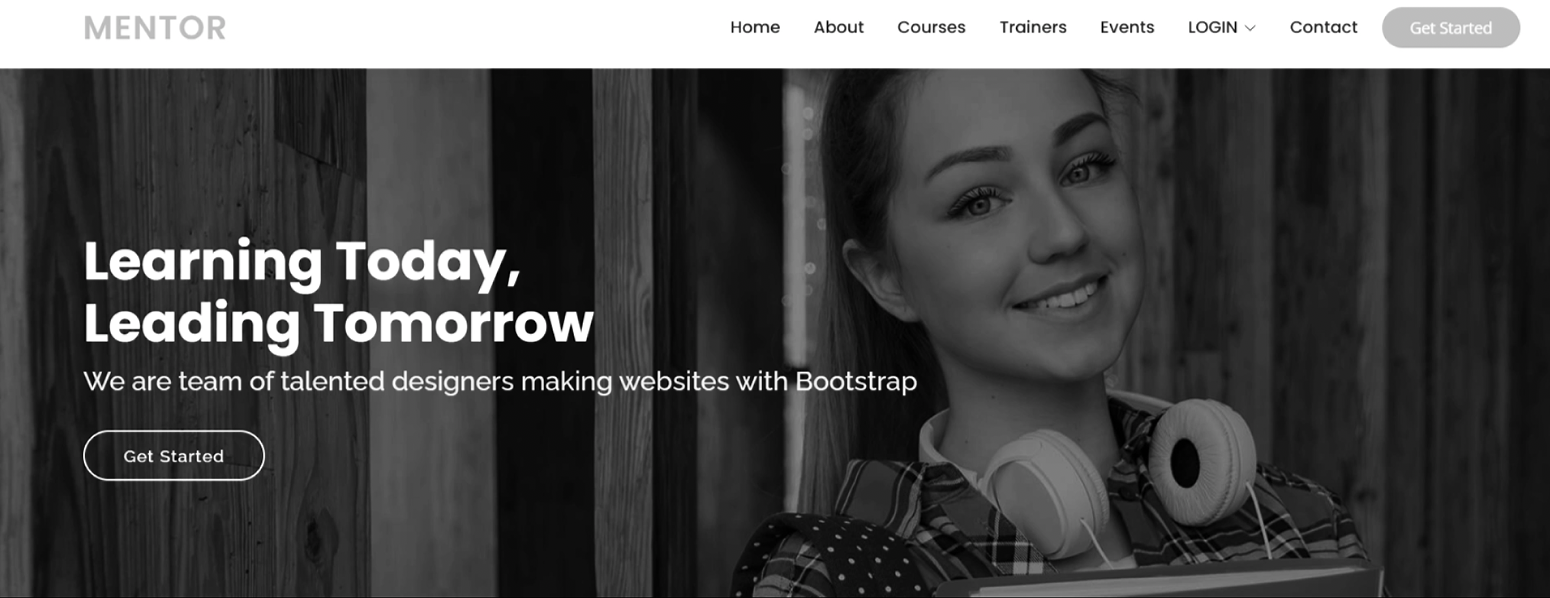 MENTOR
Home About Courses Trainers Events LOGIN Contact Get Started
Learning Today,
Leading Tomorrow
We are team of talented designers making websites with Bootstrap
Get Started